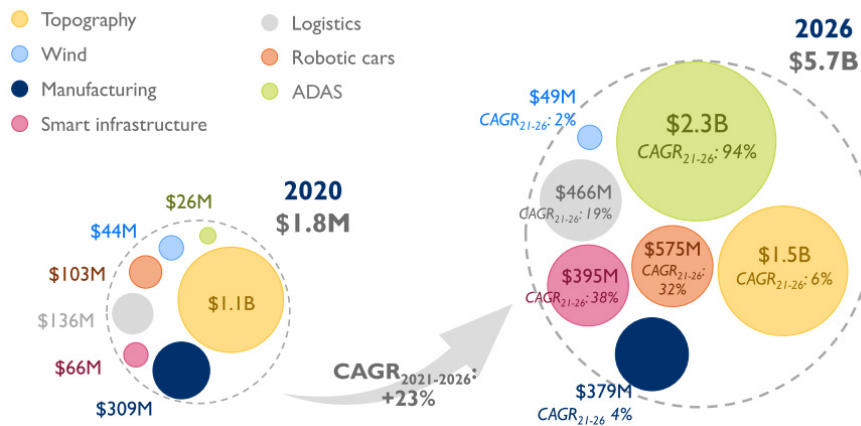 Topography
Wind
Manufacturing
Smart infrastructure
Logistics
Robotic cars
ADAS
2020
$1.8M
$26M
$44M
$103M
$136M
$66M
$309M
$1.1B
CAGR2021-2026:
+23%
2026
$5.7B
$49M
CAGR21-26: 2%
$2.3B
CAGR21-26: 94%
$466M
CAGR21-26: 19%
$575M
CAGR21-26:
32%
$1.5B
CAGR21-26: 6%
$395M
CAGR21-26: 38%
$379M
CAGR21-26 4%